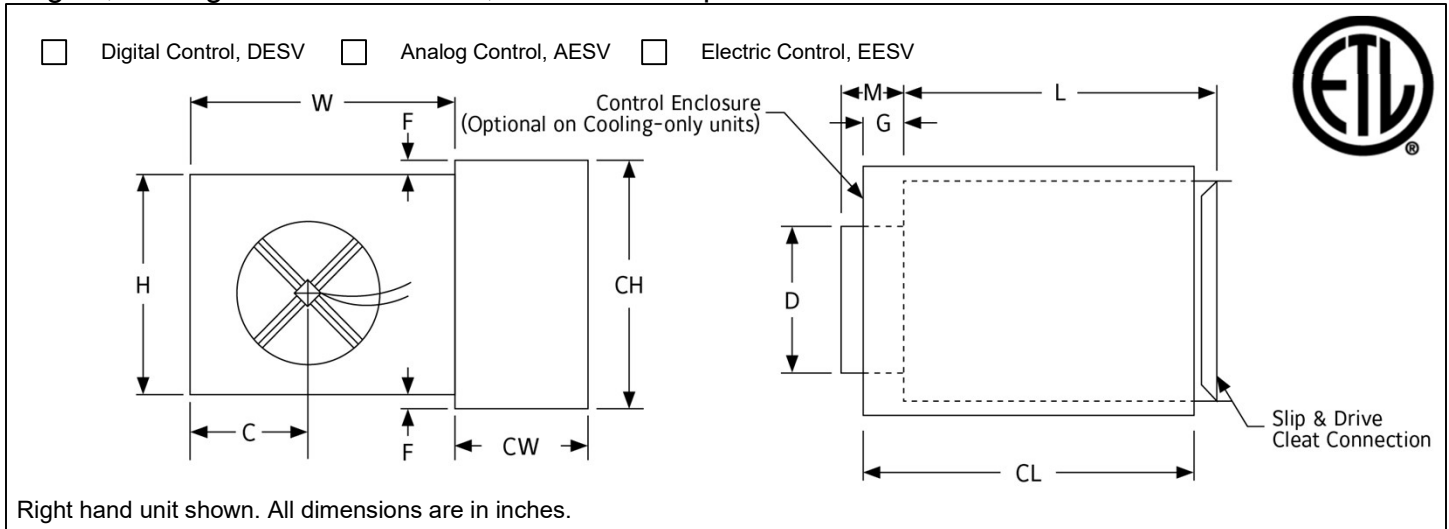 Digital Control, DESV Analog Control, AESV Electric Control, EESV
W
F
Control Enclosure
(Optional on Cooling-only units)
M
L
G
ETL
®
H
CH
D
C
F
CW
CL
Slip & Drive
Cleat Connection
Right hand unit shown. All dimensions are in inches.